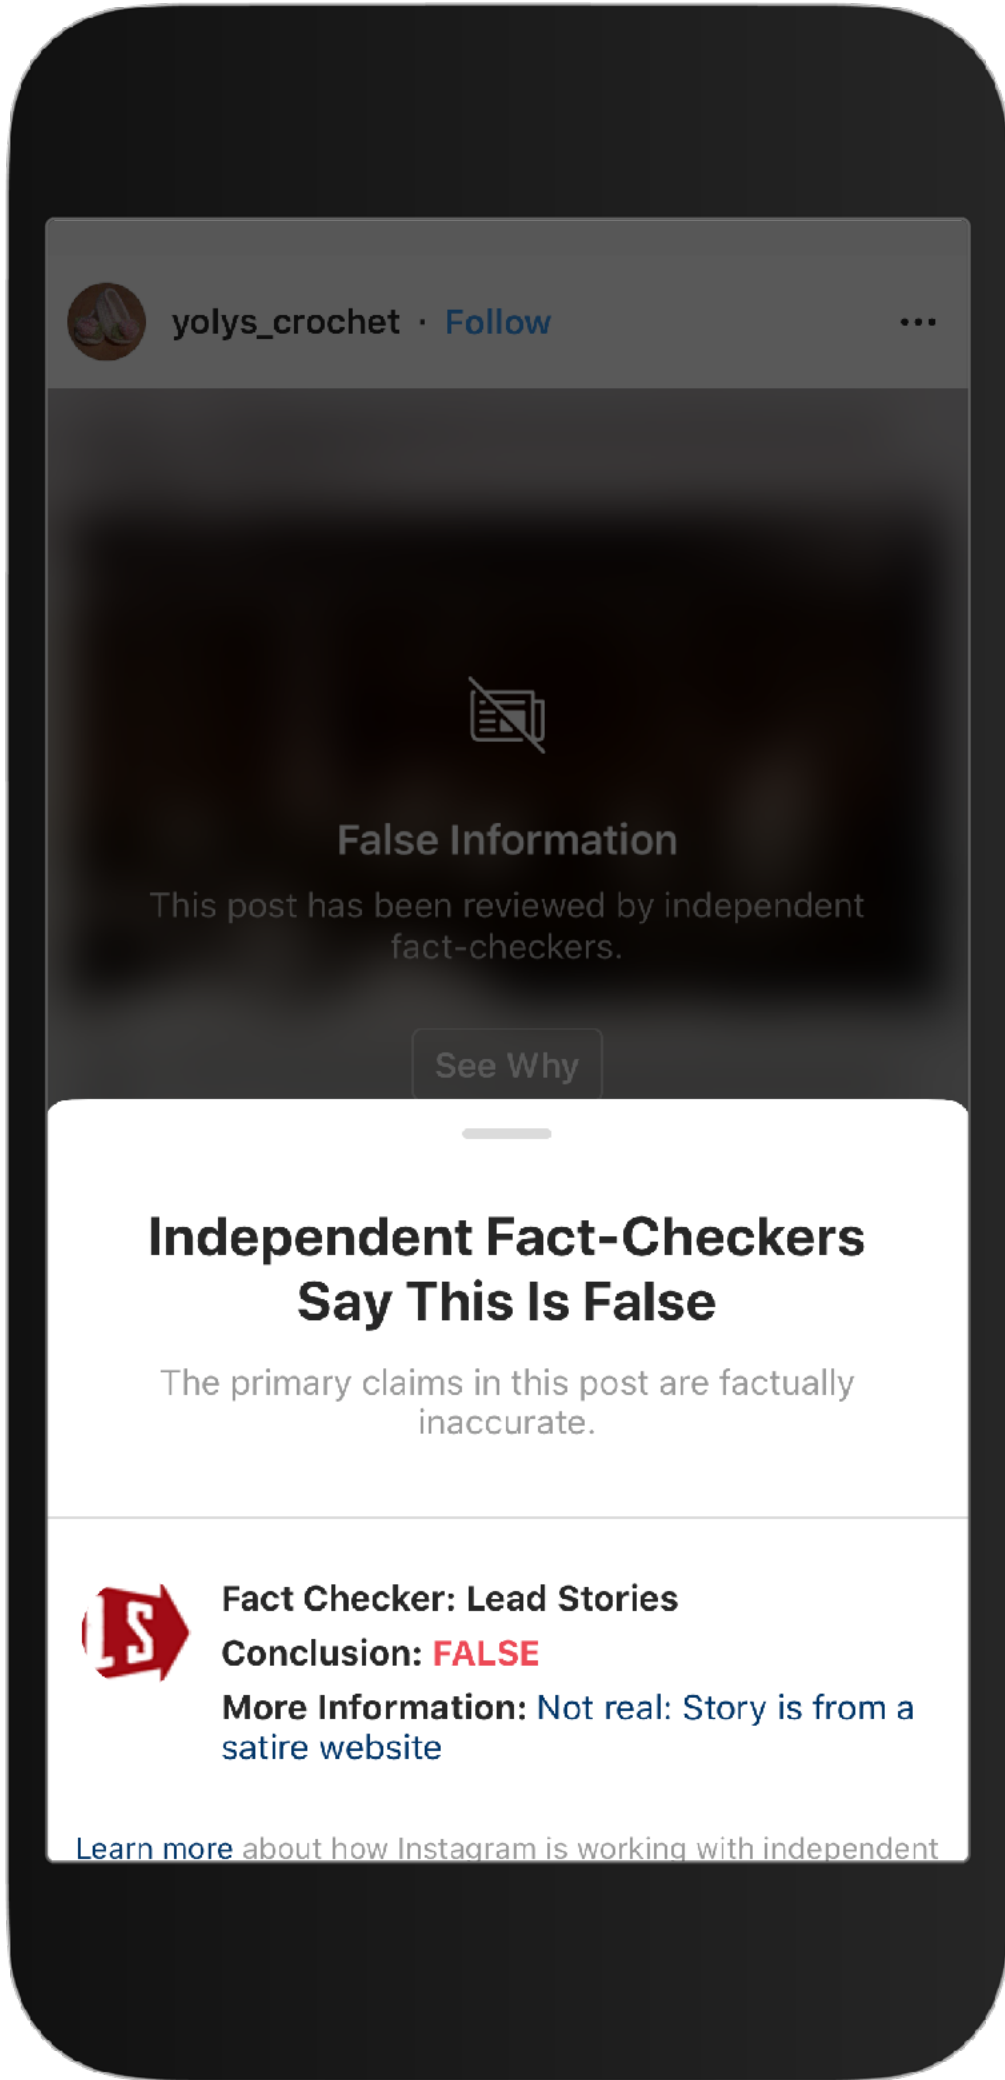 yolys_crochet · Follow
False Information
This post has been reviewed by independent
fact-checkers.
See Why
Independent Fact-Checkers
Say This Is False
The primary claims in this post are factually
inaccurate.
LS
Fact Checker: Lead Stories
Conclusion: FALSE
More Information: Not real: Story is from a
satire website
Learn more about how Instagram is working with independent